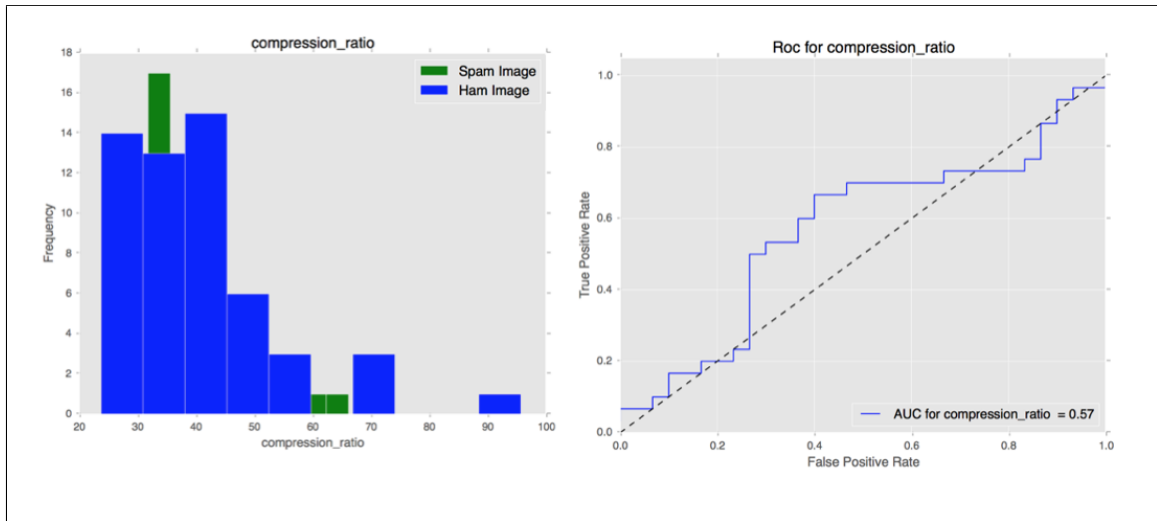 compression_ratio
18
16
14
12
10
8
6
4
2
0
Frequency
Spam Image
Ham Image
20 30 40 50 60 70 80 90 100
compression_ratio
Roc for compression_ratio
1.0
0.8
0.6
0.4
0.2
0.0
True Positive Rate
AUC for compression_ratio = 0.57
0.0 0.2 0.4 0.6 0.8 1.0
False Positive Rate